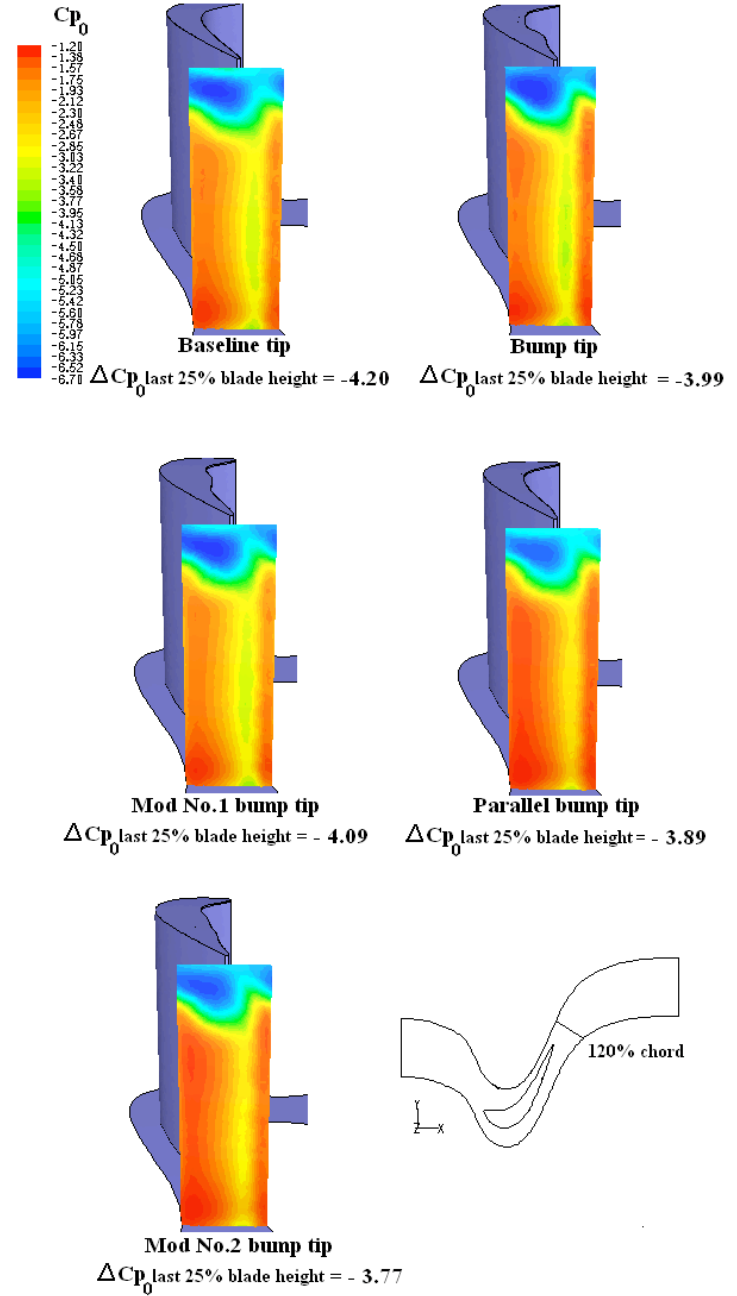 Cp0
-1.20
-1.38
-1.57
-1.75
-1.93
-2.12
-2.30
-2.48
-2.67
-2.85
-3.03
-3.22
-3.40
-3.58
-3.77
-3.95
-4.13
-4.32
-4.50
-4.68
-4.87
-5.05
-5.23
-5.42
-5.60
-5.78
-5.97
-6.15
-6.33
-6.52
-6.70
Baseline tip
Δ Cp0 last 25% blade height = -4.20
Bump tip
Δ Cp0 last 25% blade height = -3.99
Mod No.1 bump tip
Δ Cp0 last 25% blade height = - 4.09
Parallel bump tip
Δ Cp0 last 25% blade height = - 3.89
120% chord
Y
Z X
Mod No.2 bump tip
Δ Cp0 last 25% blade height = - 3.77